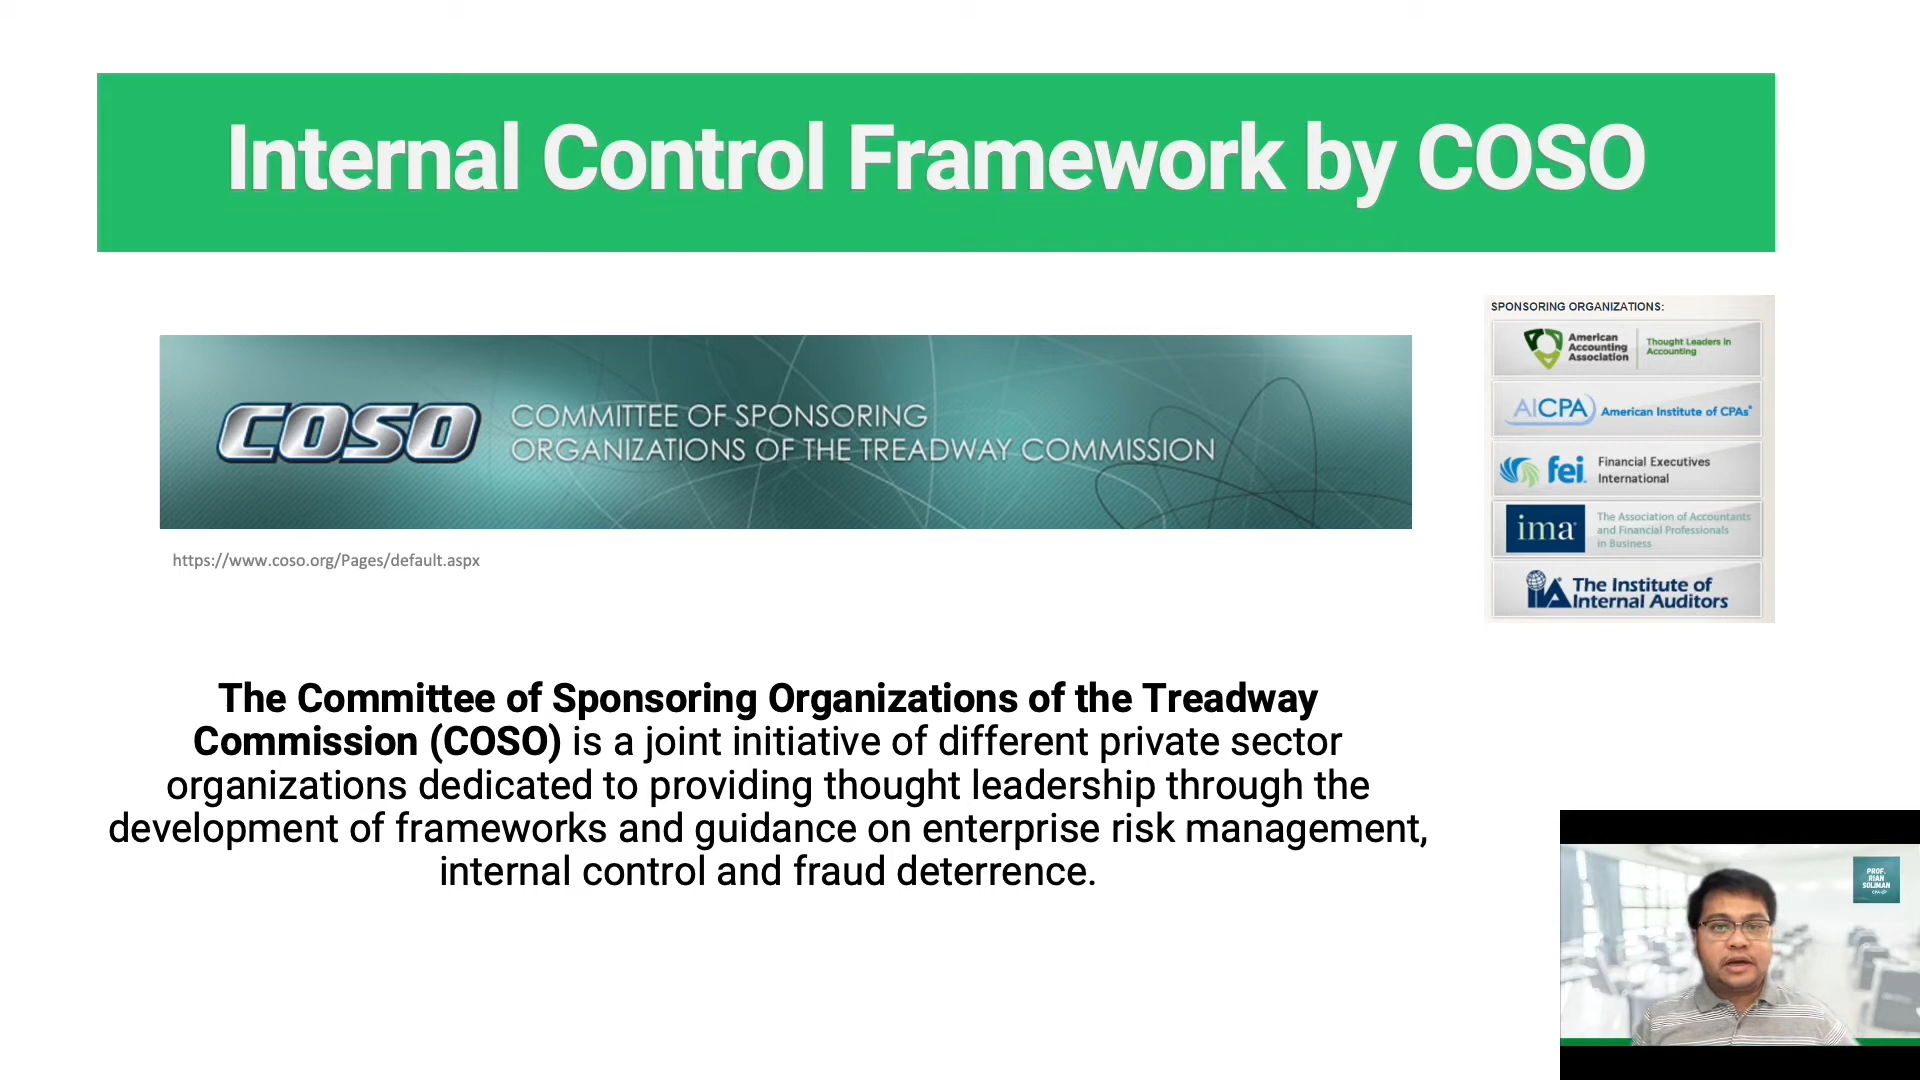 Internal Control Framework by COSO
COSO
COMMITTEE OF SPONSORING
ORGANIZATIONS OF THE TREADWAY COMMISSION
https://www.coso.org/Pages/default.aspx
SPONSORING ORGANIZATIONS:
American
Accounting
Association
Thought Leaders in
Accounting
AICPA American Institute of CPAs
fei Financial Executives
International
ima The Association of Accountants
and Financial Professionals
in Business
IIA The Institute of
Internal Auditors
The Committee of Sponsoring Organizations of the Treadway
Commission (COSO) is a joint initiative of different private sector
organizations dedicated to providing thought leadership through the
development of frameworks and guidance on enterprise risk management,
internal control and fraud deterrence.
PROF.
RIAN
SOLIMAN